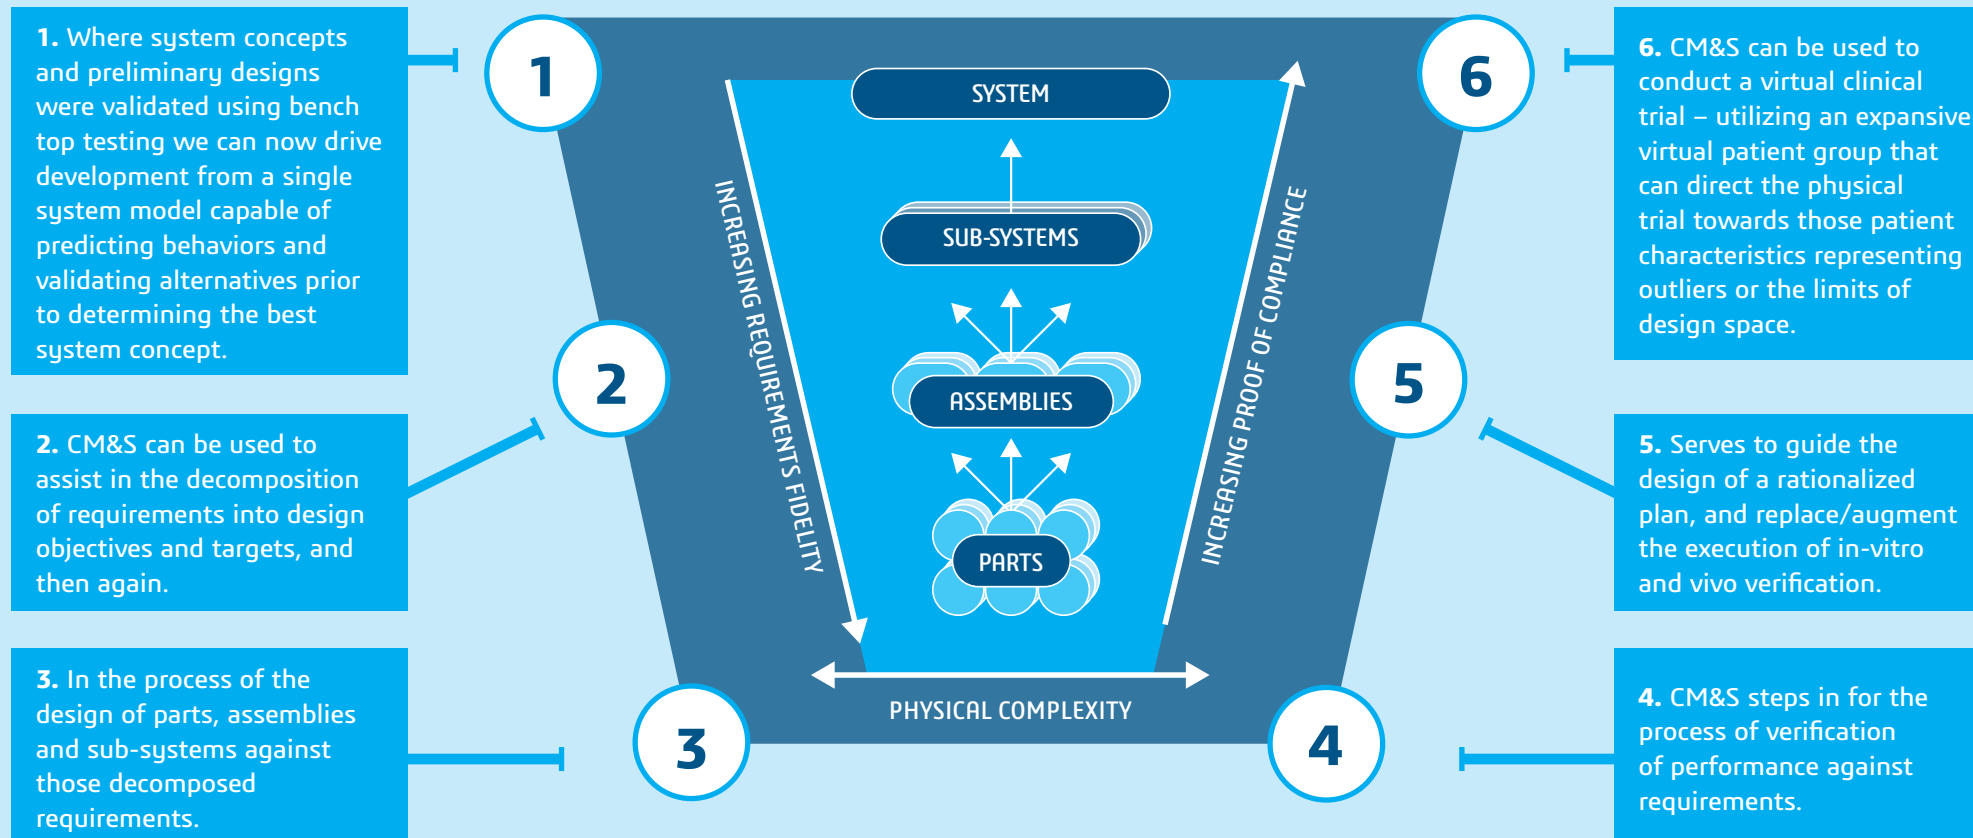 1. Where system concepts
and preliminary designs
were validated using bench
top testing we can now drive
development from a single
system model capable of
predicting behaviors and
validating alternatives prior
to determining the best
system concept.
2. CM&S can be used to
assist in the decomposition
of requirements into design
objectives and targets, and
then again.
3. In the process of the
design of parts, assemblies
and sub-systems against
those decomposed
requirements.
1
2
3
INCREASING REQUIREMENTS FIDELITY
SYSTEM
SUB-SYSTEMS
ASSEMBLIES
PARTS
PHYSICAL COMPLEXITY
INCREASING PROOF OF COMPLIANCE
6
5
4
6. CM&S can be used to
conduct a virtual clinical
trial – utilizing an expansive
virtual patient group that
can direct the physical
trial towards those patient
characteristics representing
outliers or the limits of
design space.
5. Serves to guide the
design of a rationalized
plan, and replace/augment
the execution of in-vitro
and vivo verification.
4. CM&S steps in for the
process of verification
of performance against
requirements.